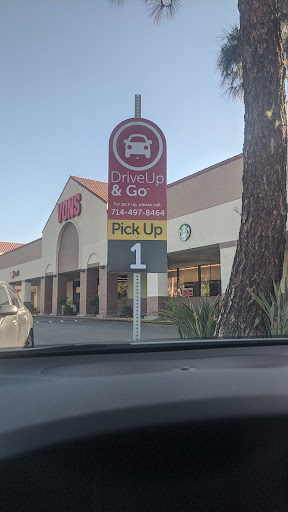 DriveUp
& Go
For pick up, please call:
714-497-8464
Pick Up
1
VONS